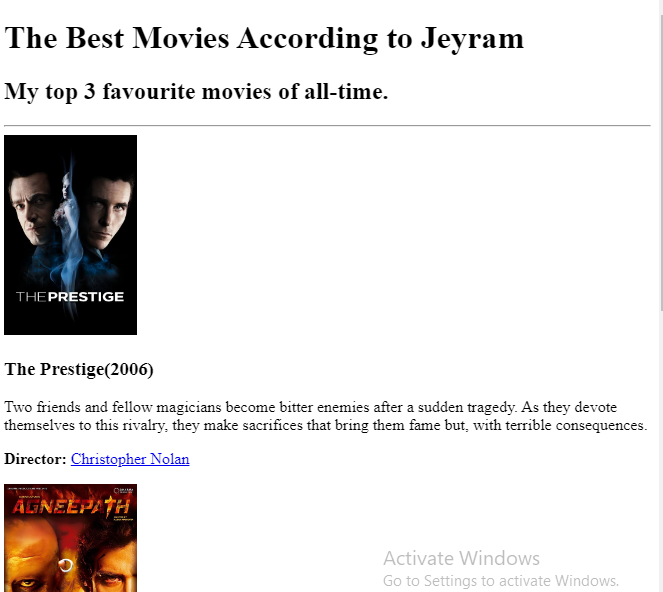 The Best Movies According to Jeyram
My top 3 favourite movies of all-time.
THEPRESTIGE
The Prestige(2006)
Two friends and fellow magicians become bitter enemies after a sudden tragedy. As they devote
themselves to this rivalry, they make sacrifices that bring them fame but, with terrible consequences.
Director: Christopher Nolan
AGNEEPATH
Activate Windows
Go to Settings to activate Windows.